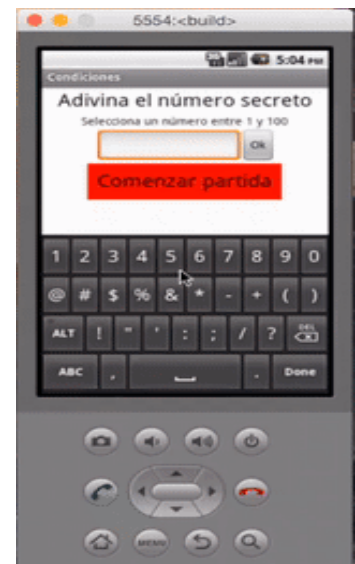 5554:<build>
5:04 PM
Condiciones
Adivina el número secreto
Selecciona un número entre 1 y 100
Ok
Comenzar partida
1 2 3 4 5 6 7 8 9 0
@ # $ % & * - + ( )
ALT ! " ' : ; / ? DEL
ABC , . Done
MENU